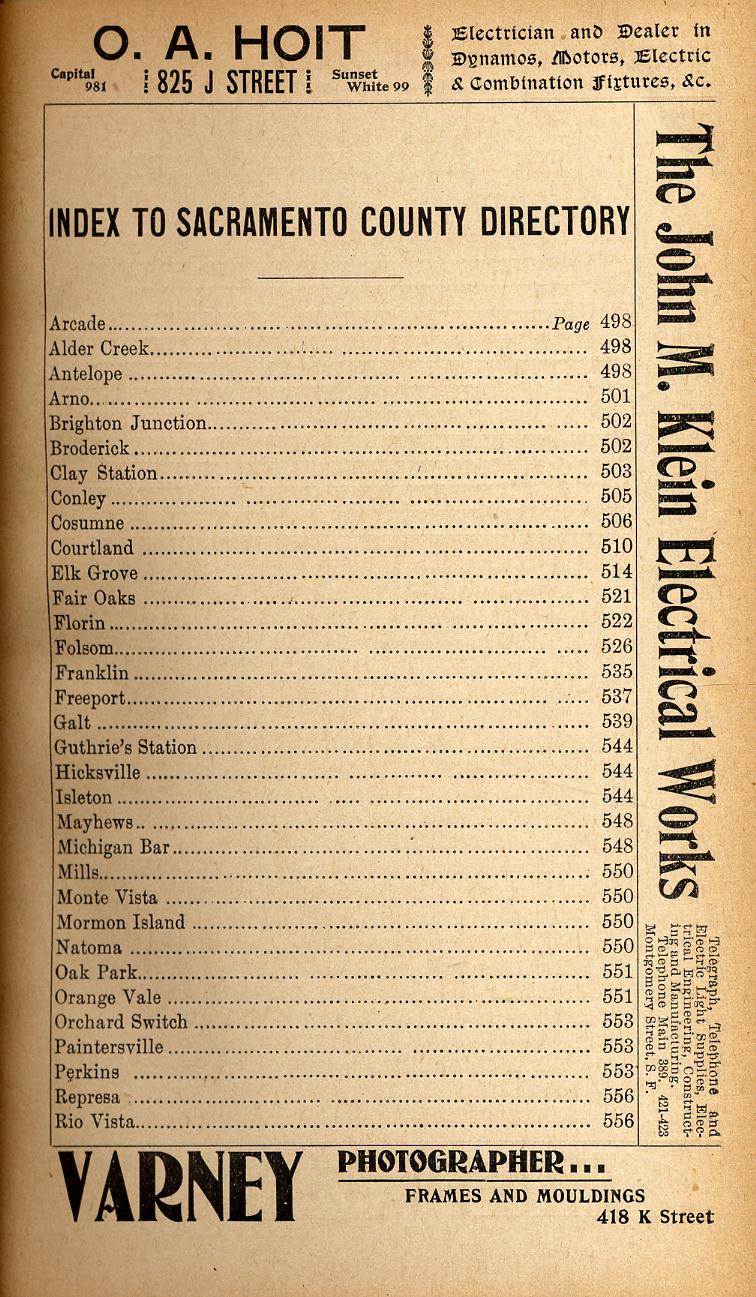 O. A. HOIT
Capital 981
825 J STREET
Sunset White 99
Electrician and Dealer in
Dynamos, Motors, Electric
& Combination Fixtures, &c.
INDEX TO SACRAMENTO COUNTY DIRECTORY
Arcade Page 498
Alder Creek 498
Antelope 498
Arno 501
Brighton Junction 502
Broderick 502
Clay Station 503
Conley 505
Cosumne 506
Courtland 510
Elk Grove 514
Fair Oaks 521
Florin 522
Folsom 526
Franklin 535
Freeport 537
Galt 539
Guthrie's Station 544
Hicksville 544
Isleton 544
Mayhews 548
Michigan Bar 548
Mills 550
Monte Vista 550
Mormon Island 550
Natoma 550
Oak Park 551
Orange Vale 551
Orchard Switch 553
Paintersville 553
Perkins 553
Represa 556
Rio Vista 556
The John M. Klein Electrical Works
Telegraph, Telephone and
Electric Light Supplies, Elec-
trical Engineering, Construct-
ing and Manufacturing.
Telephone Main 389. 421-423
Montgomery Street, S. F.
VARNEY
PHOTOGRAPHER...
FRAMES AND MOULDINGS
418 K Street